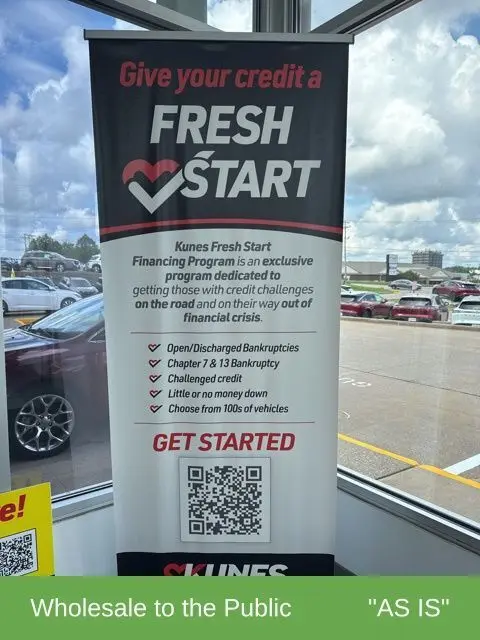 Give your credit a
FRESH
START
Kunes Fresh Start
Financing Program is an exclusive
program dedicated to
getting those with credit challenges
on the road and on their way out of
financial crisis.
Open/Discharged Bankruptcies
Chapter 7 & 13 Bankruptcy
Challenged credit
Little or no money down
Choose from 100s of vehicles
GET STARTED
e!
KUNES
Wholesale to the Public "AS IS"